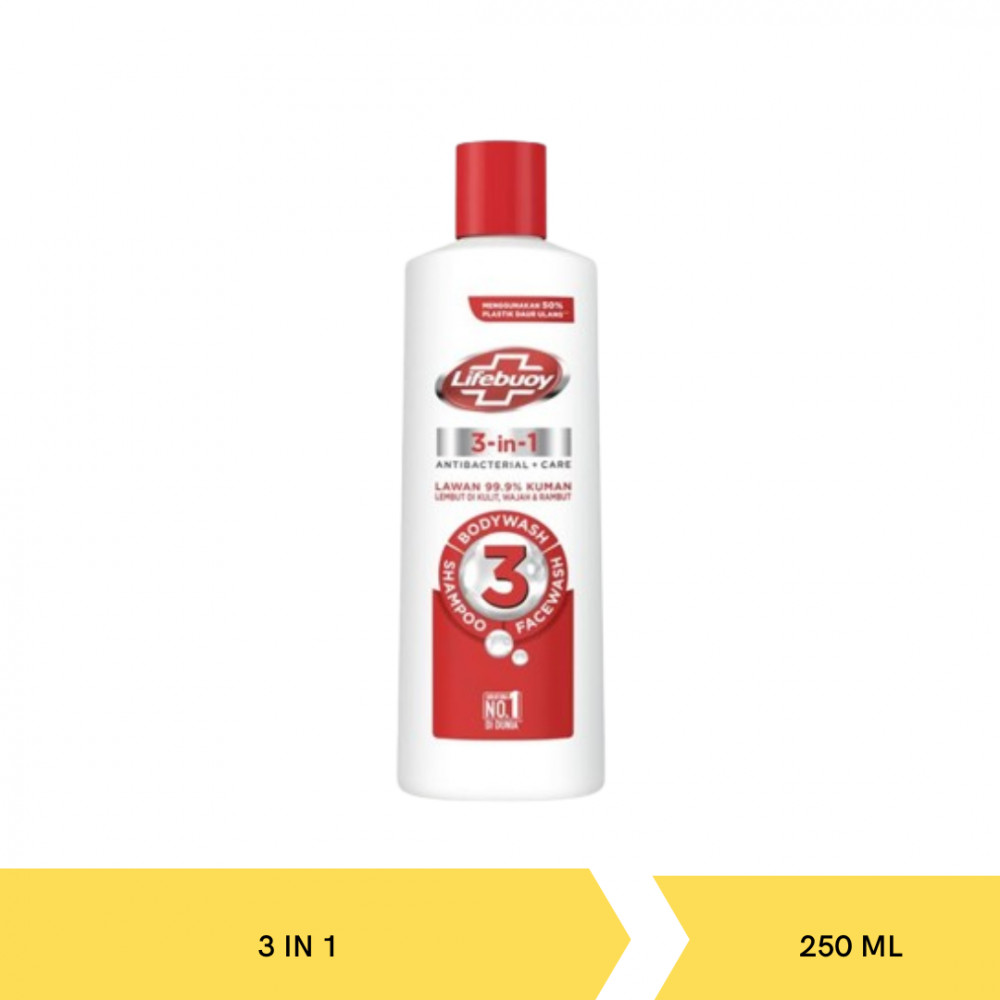 MENGGUNAKAN 50%
PLASTIK DAUR ULANG
Lifebuoy
3-in-1
ANTIBACTERIAL + CARE
LAWAN 99.9% KUMAN
LEMBUT DI KULIT, WAJAH & RAMBUT
BODYWASH
SHAMPOO
3
FACEWASH
NO.1
DI DUNIA
3 IN 1
250 ML